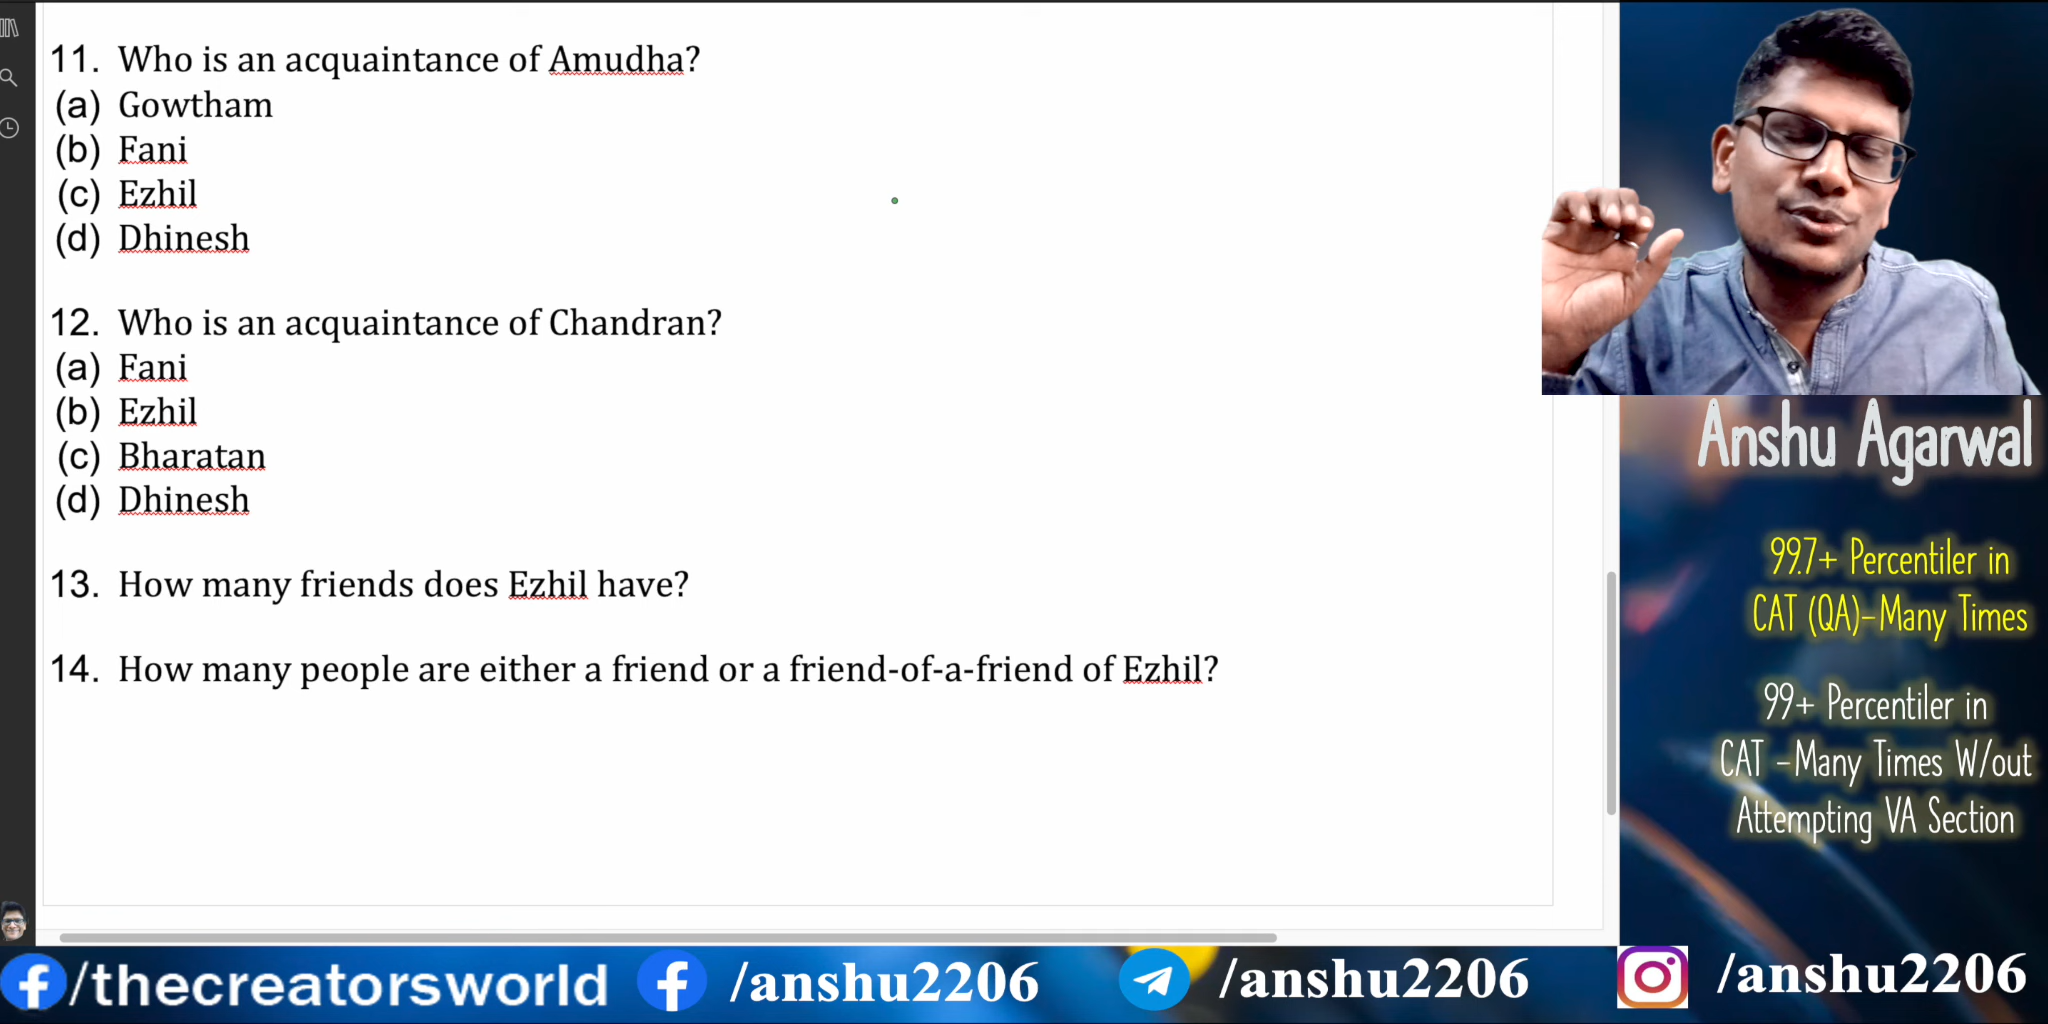 11. Who is an acquaintance of Amudha?
(a) Gowtham
(b) Fani
(c) Ezhil
(d) Dhinesh
12. Who is an acquaintance of Chandran?
(a) Fani
(b) Ezhil
(c) Bharatan
(d) Dhinesh
13. How many friends does Ezhil have?
14. How many people are either a friend or a friend-of-a-friend of Ezhil?
Anshu Agarwal
99.7+ Percentiler in
CAT (QA)-Many Times
99+ Percentiler in
CAT -Many Times W/out
Attempting VA Section
/thecreatorsworld
/anshu2206
/anshu2206
/anshu2206